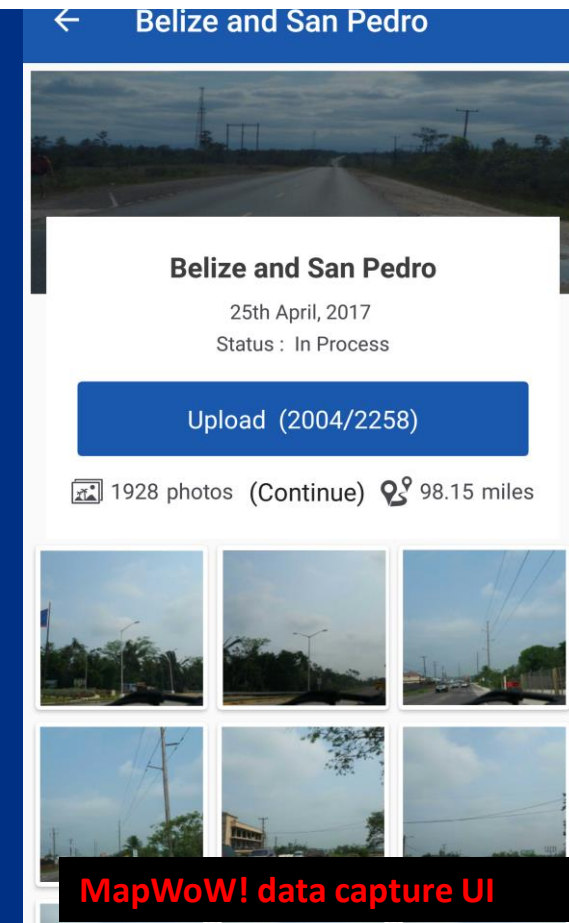 Belize and San Pedro
Belize and San Pedro
25th April, 2017
Status : In Process
Upload (2004/2258)
1928 photos (Continue) 98.15 miles
MapWoW! data capture UI